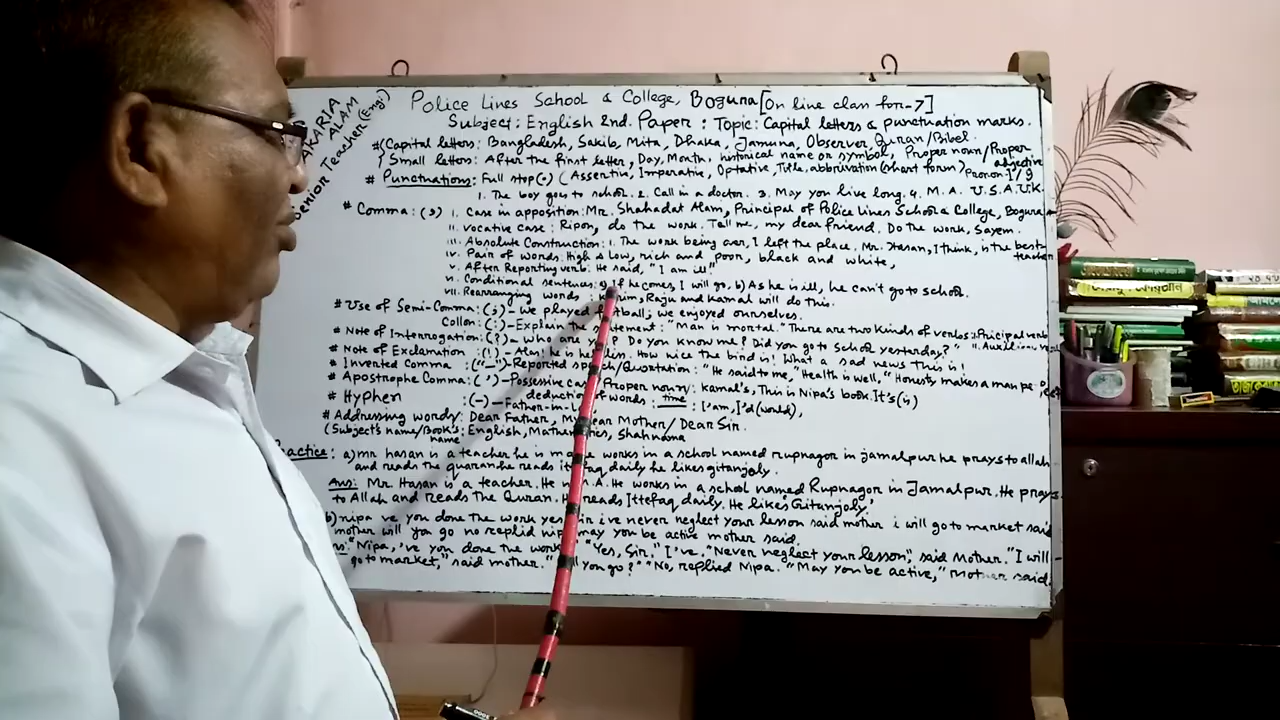 Police Lines School & College, Bogura [On line class for-7]
Subject: English 2nd. Paper: Topic: Capital letters & punctuation marks.
ALAM
Senior Teacher (Eng:)
# (Capital letters: Bangladesh, Sakib, Mita, Dhaka, Jamuna, Observer, Quran/Bibel.
Small letters: After the first letter, Day, Month, historical name or symbol, Proper noun/Proper adjective
# Punctuations: Full stop(.) (Assertive, Imperative, Optative, Title, abbrivation (short form) Pronoun I/9
1. The boy goes to school. 2. Call in a doctor. 3. May you live long. 4. M.A. U.S.A. U.K.
# Comma: (,) i. Case in apposition: Mr. Shahadat Alam, Principal of Police Lines School & College, Bogura
ii. vocative case: Ripon, do the work. Tell me, my dear friend. Do the work, Sayem.
iii. Absolute Construction: 1. The work being over, I left the place. Mr. Hasan, I think, is the best teacher
iv. Pair of words: High & low, rich and poor, black and white,
v. After Reporting verb: He said, "I am ill"
vi. Conditional sentences: a) If he comes, I will go, b) As he is ill, he can't go to school.
vii. Rearranging words Raju and Kamal will do this.
# Use of Semi-Comma: (;) - We played; we enjoyed ourselves.
Collon: (:) - Explain the statement: "Man is mortal." There are two kinds of verbs: Pricipal verb
# Note of Interrogation: (?) - Who are you? Do you know me? Did you go to school yesterday?"
# Note of Exclamation: (!) - Alas! he is. How nice the bird is! What a sad news this is!
# Invented Comma: ("—") - Reported speech/Quotation: "He said to me, "Health is well, "Honesty makes a man
# Apostrophe Comma: (') - Possessive case/Proper noun/: Kamal's, This is Nipa's book. It's (is)
deduction of words: time: I'am, I'd (would),
# Hyphen: (-) - Father-in-
# Addressing words: Dear Father, My dear Mother/Dear Sir.
(Subject's name/Book's name: English, Mathematics, Shahnama
Practice: a) mr hasan is teacher he is works in a school named rupnagor in jamalpur he prays to allah
and reads the quran he reads daily he likes gitanjoly.
Ans: Mr. Hasan is a teacher. He M.A. He works in a school named Rupnagor in Jamalpur. He prays
to Allah and reads The Quran. He reads Ittefaq daily. He likes 'Gitanjoly'.
b) nipa ve you done the work yes sir ive never neglect your lesson said mother i will go to market said
mother will you go no replid nipa may you be active mother said.
"Nipa, 've you done the work "Yes, Sir." I've. "Never neglect your lesson", said Mother. "I will
go to market," said mother. "Will you go?" "No, replied Nipa. "May you be active," mother said.